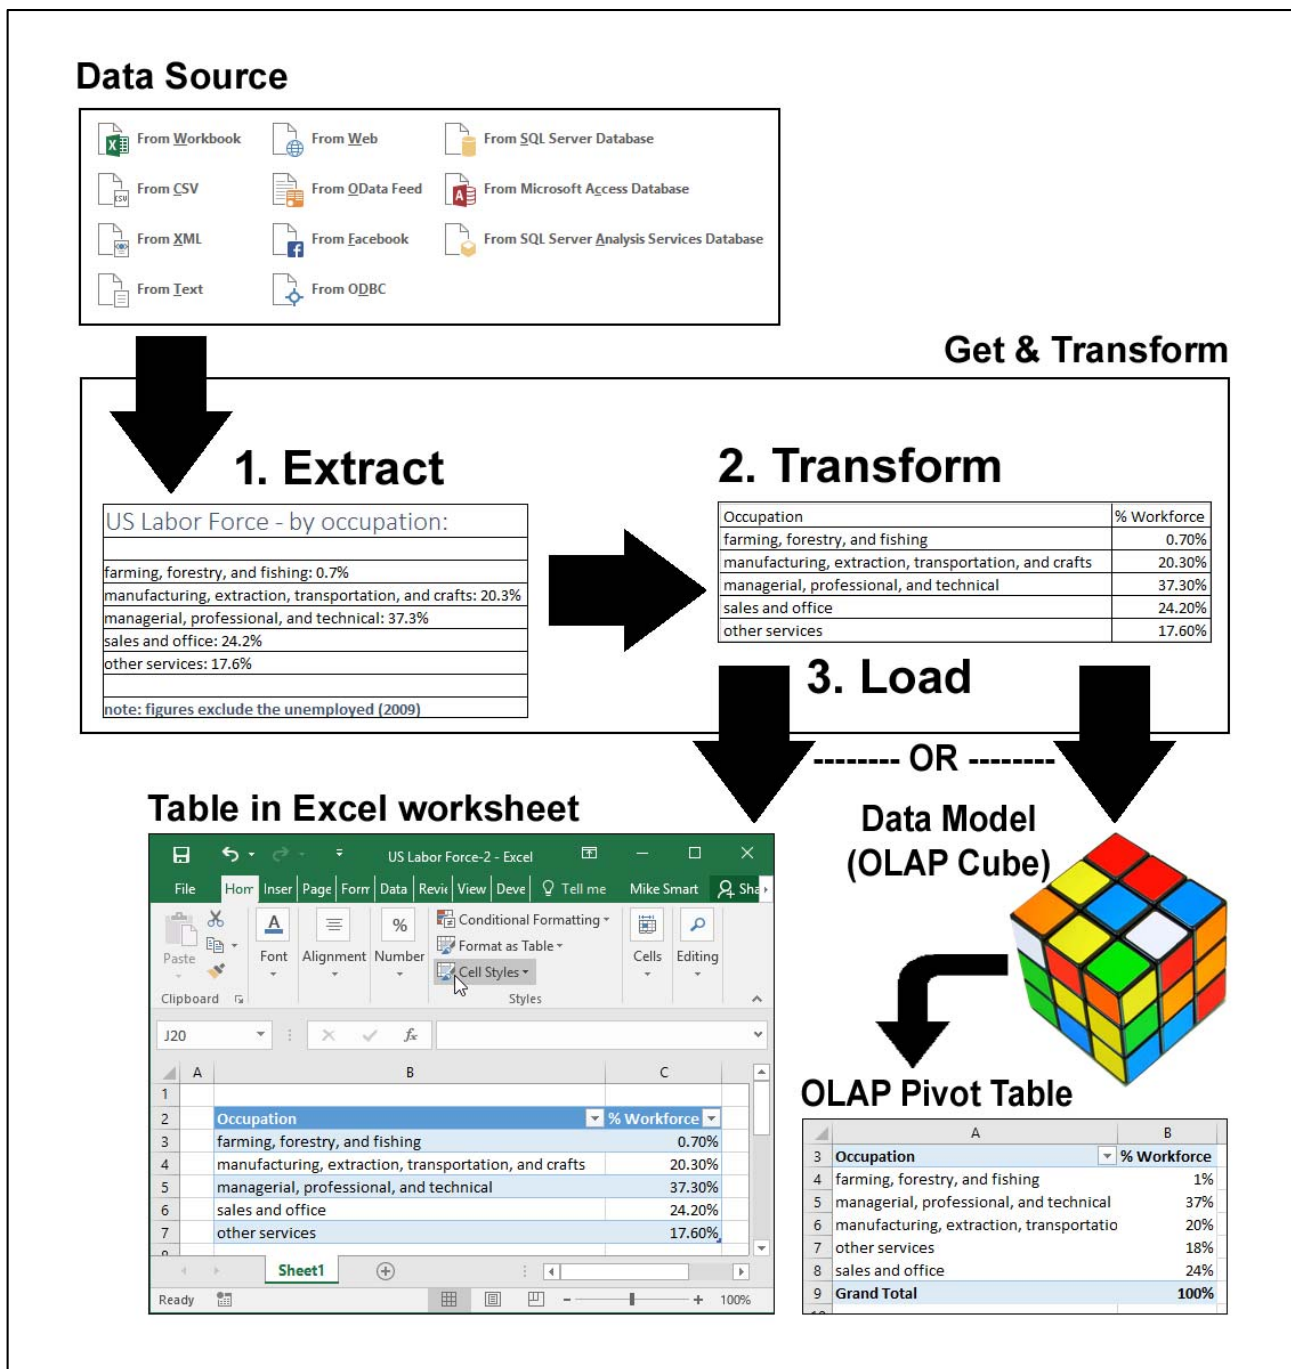 Data Source
From Workbook
From Web
From SQL Server Database
From CSV
From OData Feed
From Microsoft Access Database
From XML
From Facebook
From SQL Server Analysis Services Database
From Text
From ODBC
Get & Transform
1. Extract
US Labor Force - by occupation:
farming, forestry, and fishing: 0.7%
manufacturing, extraction, transportation, and crafts: 20.3%
managerial, professional, and technical: 37.3%
sales and office: 24.2%
other services: 17.6%
note: figures exclude the unemployed (2009)
2. Transform
Occupation % Workforce
farming, forestry, and fishing 0.70%
manufacturing, extraction, transportation, and crafts 20.30%
managerial, professional, and technical 37.30%
sales and office 24.20%
other services 17.60%
3. Load
-------- OR --------
Table in Excel worksheet
US Labor Force-2 - Excel
File Hom Inser Page Form Data Revie View Deve Tell me Mike Smart Sha
Paste
Font Alignment Number
Conditional Formatting
Format as Table
Cell Styles
Cells Editing
Clipboard Styles
J20 fx
A B C
1
2 Occupation % Workforce
3 farming, forestry, and fishing 0.70%
4 manufacturing, extraction, transportation, and crafts 20.30%
5 managerial, professional, and technical 37.30%
6 sales and office 24.20%
7 other services 17.60%
Sheet1
Ready 100%
Data Model
(OLAP Cube)
OLAP Pivot Table
A B
3 Occupation % Workforce
4 farming, forestry, and fishing 1%
5 managerial, professional, and technical 37%
6 manufacturing, extraction, transportatio 20%
7 other services 18%
8 sales and office 24%
9 Grand Total 100%